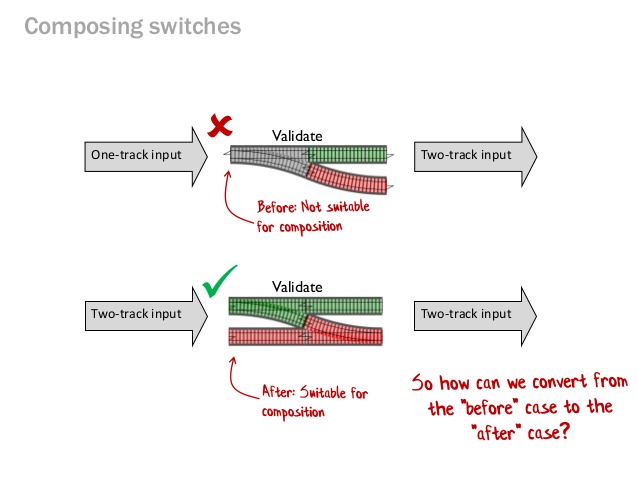 Composing switches
Validate
One-track input
Two-track input
Before: Not suitable
for composition
Validate
Two-track input
Two-track input
After: Suitable for
composition
So how can we convert from
the "before" case to the
"after" case?